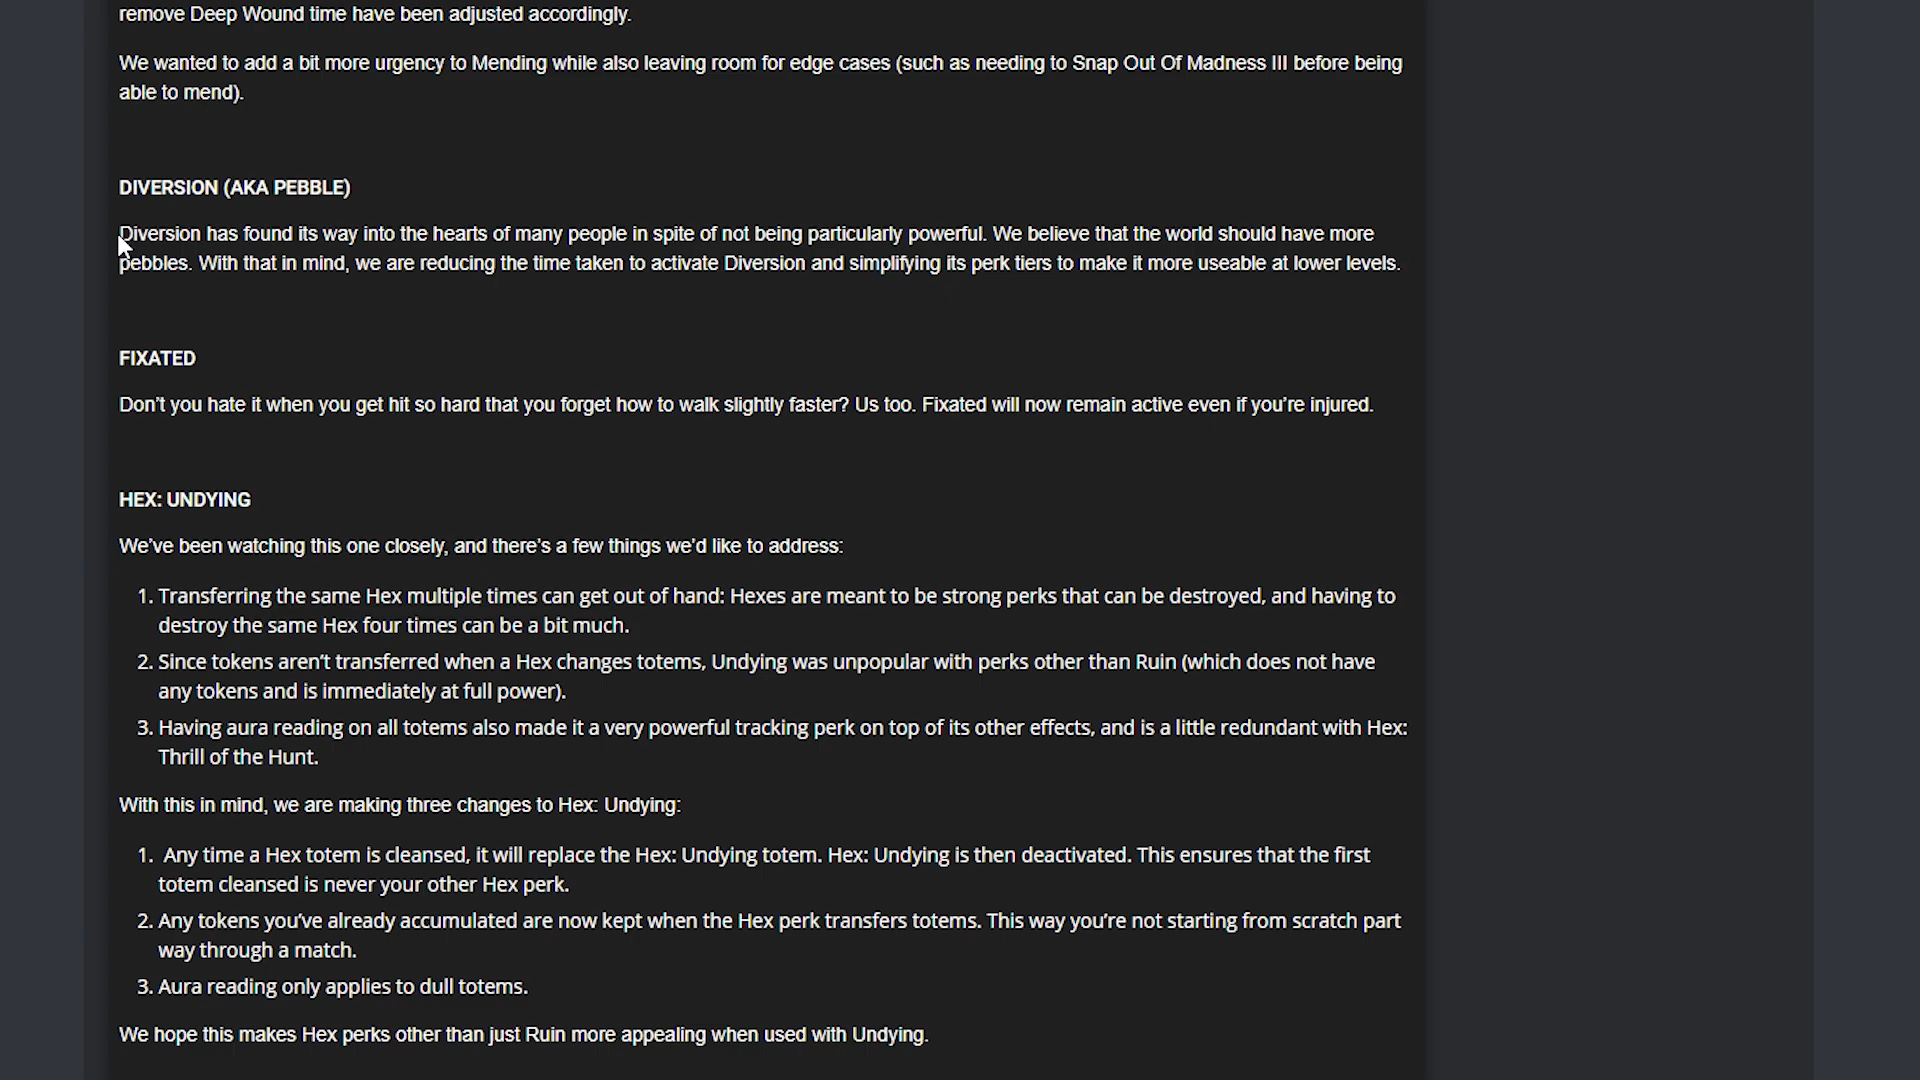 remove Deep Wound time have been adjusted accordingly.
We wanted to add a bit more urgency to Mending while also leaving room for edge cases (such as needing to Snap Out Of Madness III before being
able to mend).
DIVERSION (AKA PEBBLE)
Diversion has found its way into the hearts of many people in spite of not being particularly powerful. We believe that the world should have more
pebbles. With that in mind, we are reducing the time taken to activate Diversion and simplifying its perk tiers to make it more useable at lower levels.
FIXATED
Don’t you hate it when you get hit so hard that you forget how to walk slightly faster? Us too. Fixated will now remain active even if you’re injured.
HEX: UNDYING
We’ve been watching this one closely, and there’s a few things we’d like to address:
1. Transferring the same Hex multiple times can get out of hand: Hexes are meant to be strong perks that can be destroyed, and having to
destroy the same Hex four times can be a bit much.
2. Since tokens aren’t transferred when a Hex changes totems, Undying was unpopular with perks other than Ruin (which does not have
any tokens and is immediately at full power).
3. Having aura reading on all totems also made it a very powerful tracking perk on top of its other effects, and is a little redundant with Hex:
Thrill of the Hunt.
With this in mind, we are making three changes to Hex: Undying:
1. Any time a Hex totem is cleansed, it will replace the Hex: Undying totem. Hex: Undying is then deactivated. This ensures that the first
totem cleansed is never your other Hex perk.
2. Any tokens you’ve already accumulated are now kept when the Hex perk transfers totems. This way you’re not starting from scratch part
way through a match.
3. Aura reading only applies to dull totems.
We hope this makes Hex perks other than just Ruin more appealing when used with Undying.